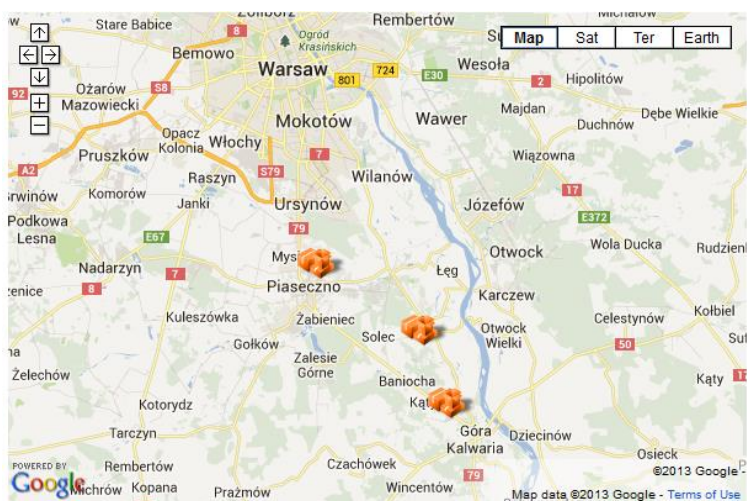 Stare Babice
8
Żoliborz
Rembertów
Michałów
Ogród
Krasińskich
Map
Sat
Ter
Earth
Bemowo
Wesoła
Warsaw
724
801
E30
2
Hipolitów
92
Ożarów
Mazowiecki
S8
Mokotów
Wawer
Majdan
Dębe Wielkie
Duchnów
Opacz
Kolonia
Włochy
7
Pruszków
Wiązowna
A2
Raszyn
S79
Wilanów
17
Komorów
Janki
Ursynów
Józefów
E372
Podkowa
Lesna
79
E67
Otwock
Wola Ducka
Nadarzyn
7
Łęg
8
Piaseczno
Karczew
Kuleszówka
Żabieniec
Celestynów
Kołbiel
Solec
Otwock
Wielki
Gołków
50
Zalesie
Górne
Żelechów
Baniocha
Kąty
17
Kotorydz
Góra
Kalwaria
Dziecinów
Tarczyn
Osieck
POWERED BY
Google
Rembertów
Czachówek
©2013 Google -
Michrów
Kopana
Prażmów
Wincentów
79
Map data ©2013 Google - Terms of Use